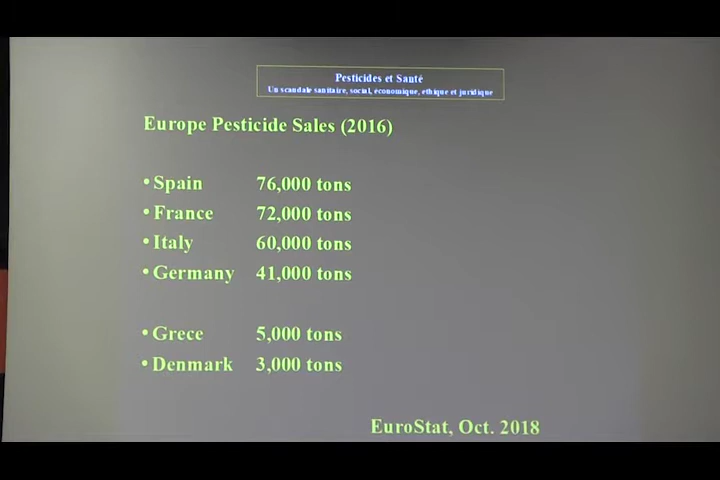 Pesticides et Santé
Un scandale sanitaire, social, économique, ethique et juridique
Europe Pesticide Sales (2016)
• Spain 76,000 tons
• France 72,000 tons
• Italy 60,000 tons
• Germany 41,000 tons
• Grece 5,000 tons
• Denmark 3,000 tons
EuroStat, Oct. 2018